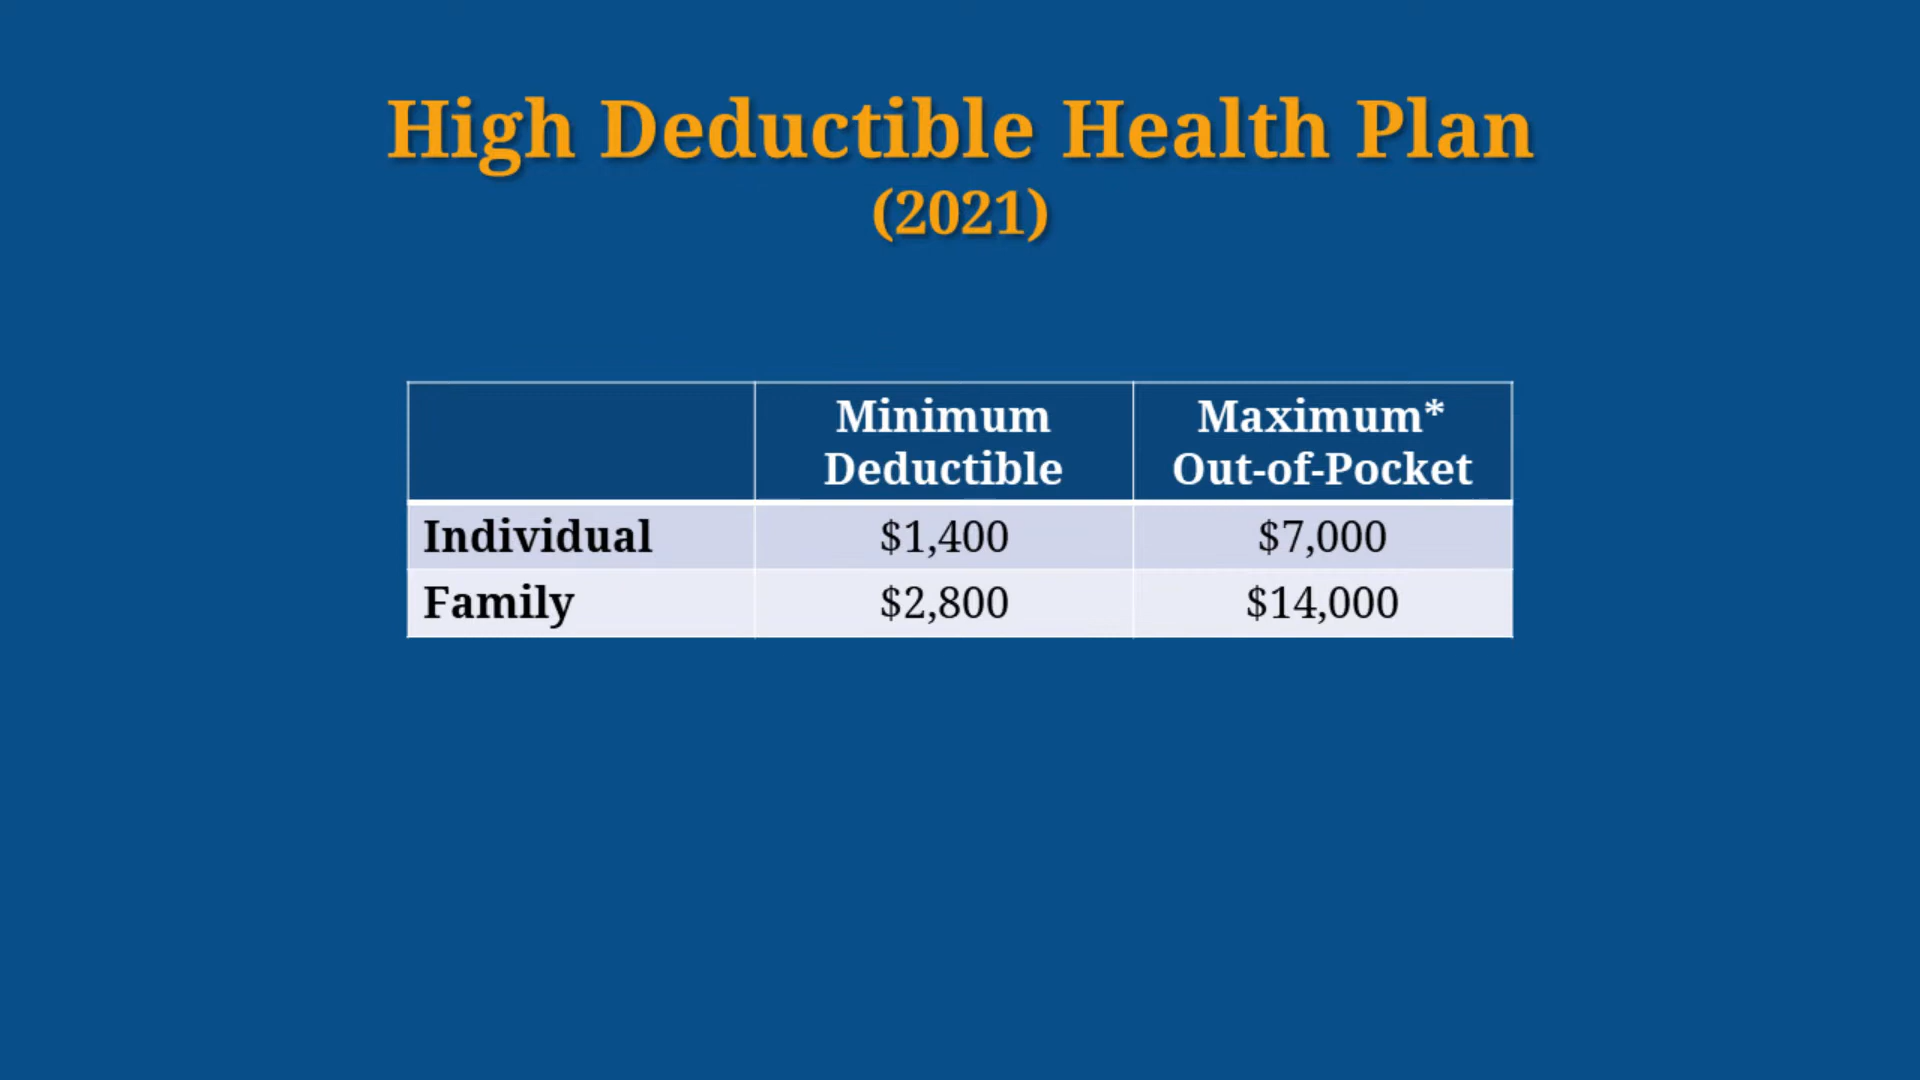 High Deductible Health Plan
(2021)
Minimum Deductible Maximum* Out-of-Pocket
Individual $1,400 $7,000
Family $2,800 $14,000